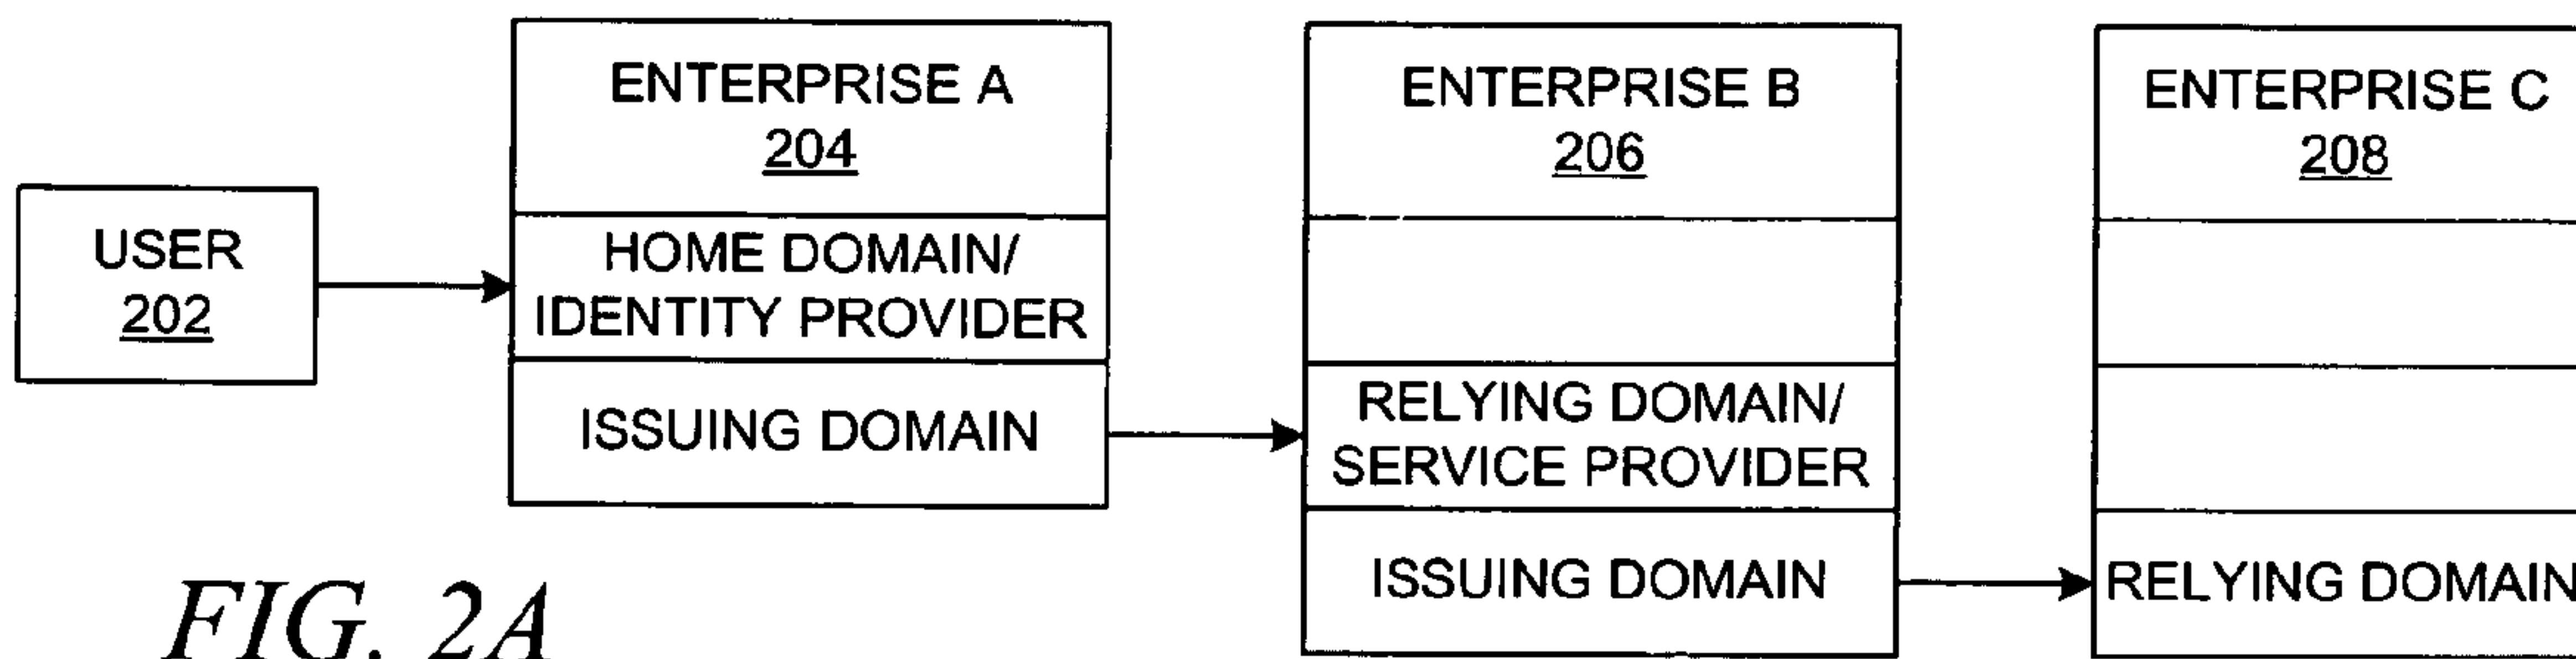 ENTERPRISE A
204
ENTERPRISE B
206
ENTERPRISE C
208
USER
202
HOME DOMAIN/
IDENTITY PROVIDER
ISSUING DOMAIN
RELYING DOMAIN/
SERVICE PROVIDER
ISSUING DOMAIN
RELYING DOMAIN
FIG. 2A